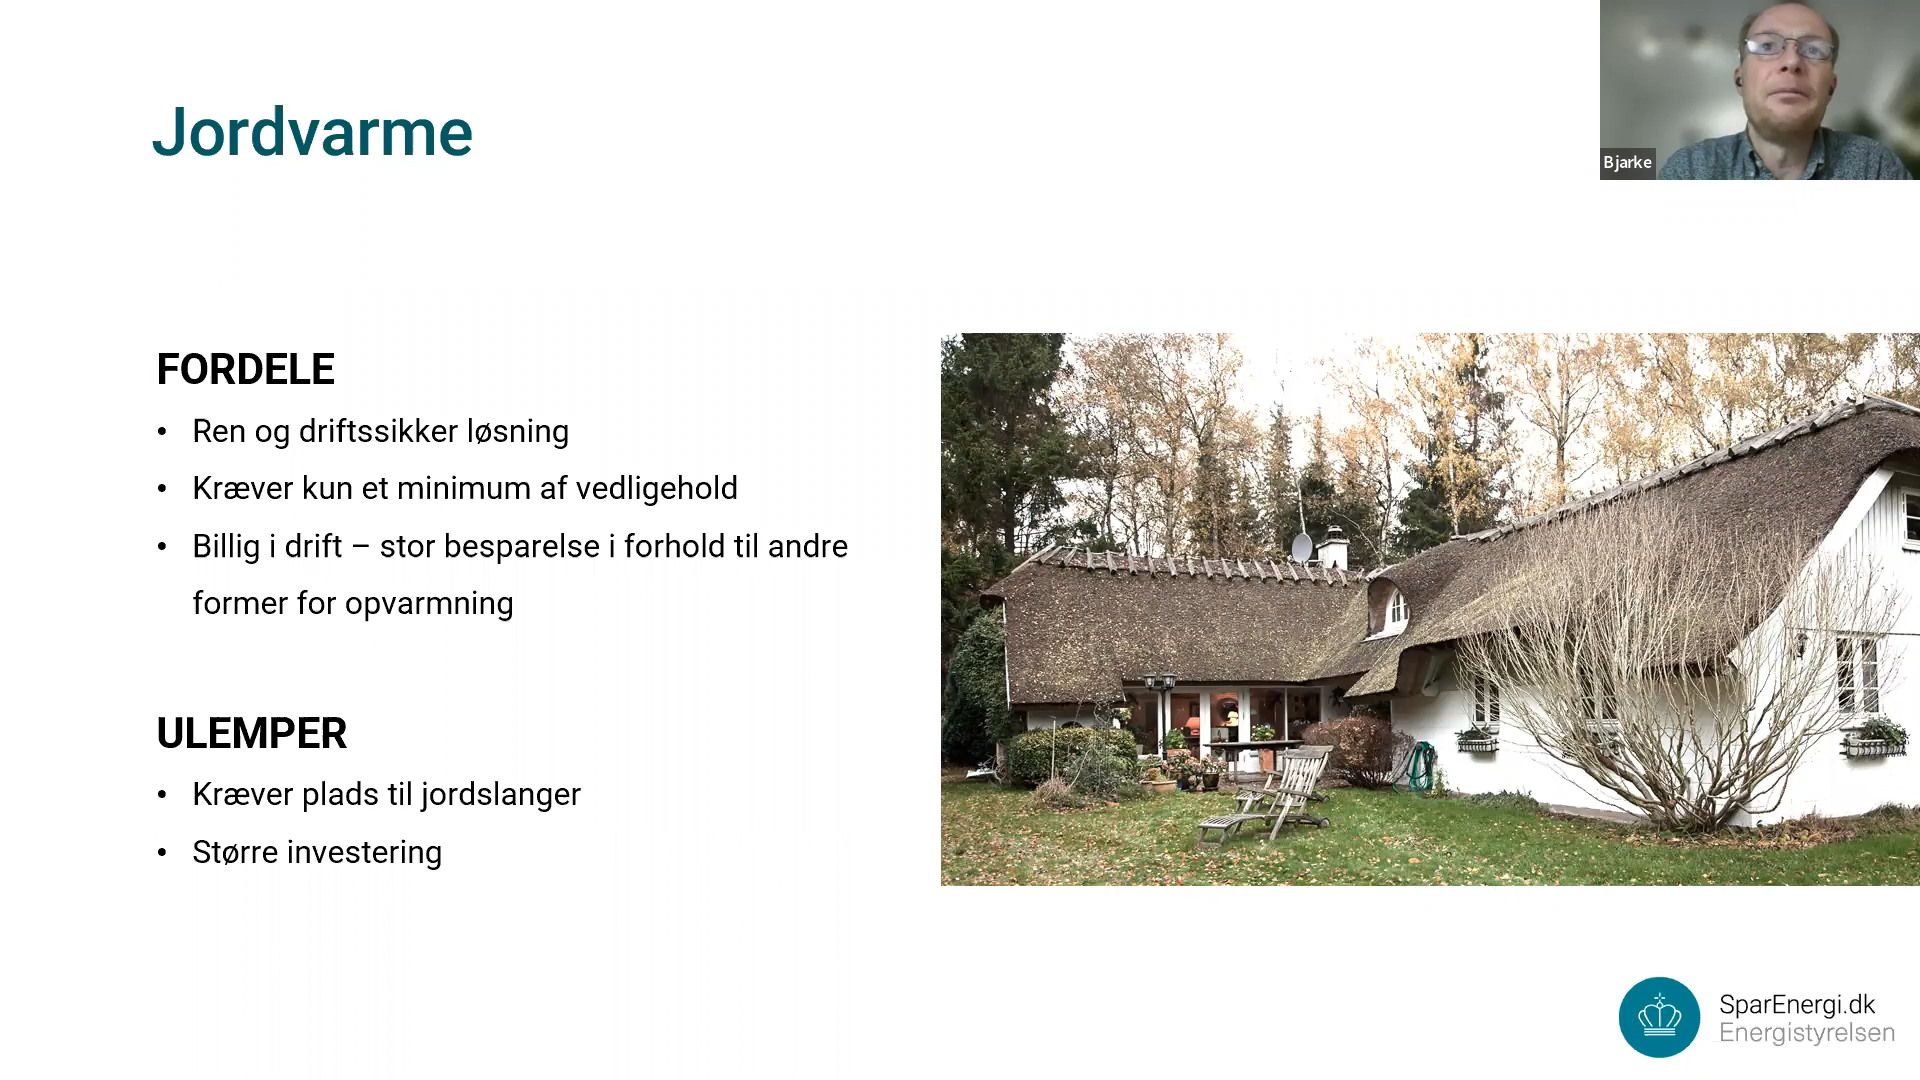 Jordvarme
Bjarke
FORDELE
• Ren og driftssikker løsning
• Kræver kun et minimum af vedligehold
• Billig i drift – stor besparelse i forhold til andre
former for opvarmning
ULEMPER
• Kræver plads til jordslanger
• Større investering
SparEnergi.dk
Energistyrelsen